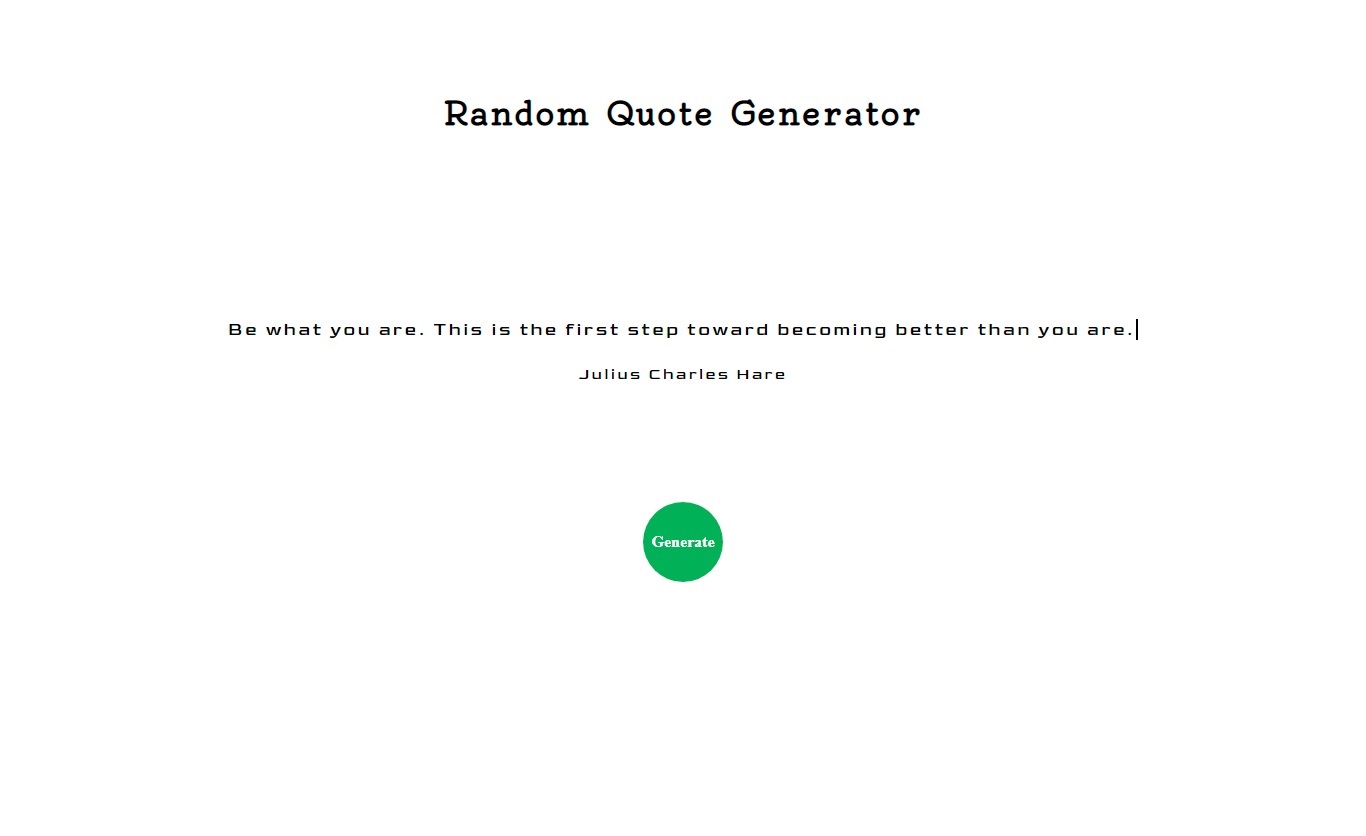 Random Quote Generator
Be what you are. This is the first step toward becoming better than you are.
Julius Charles Hare
Generate